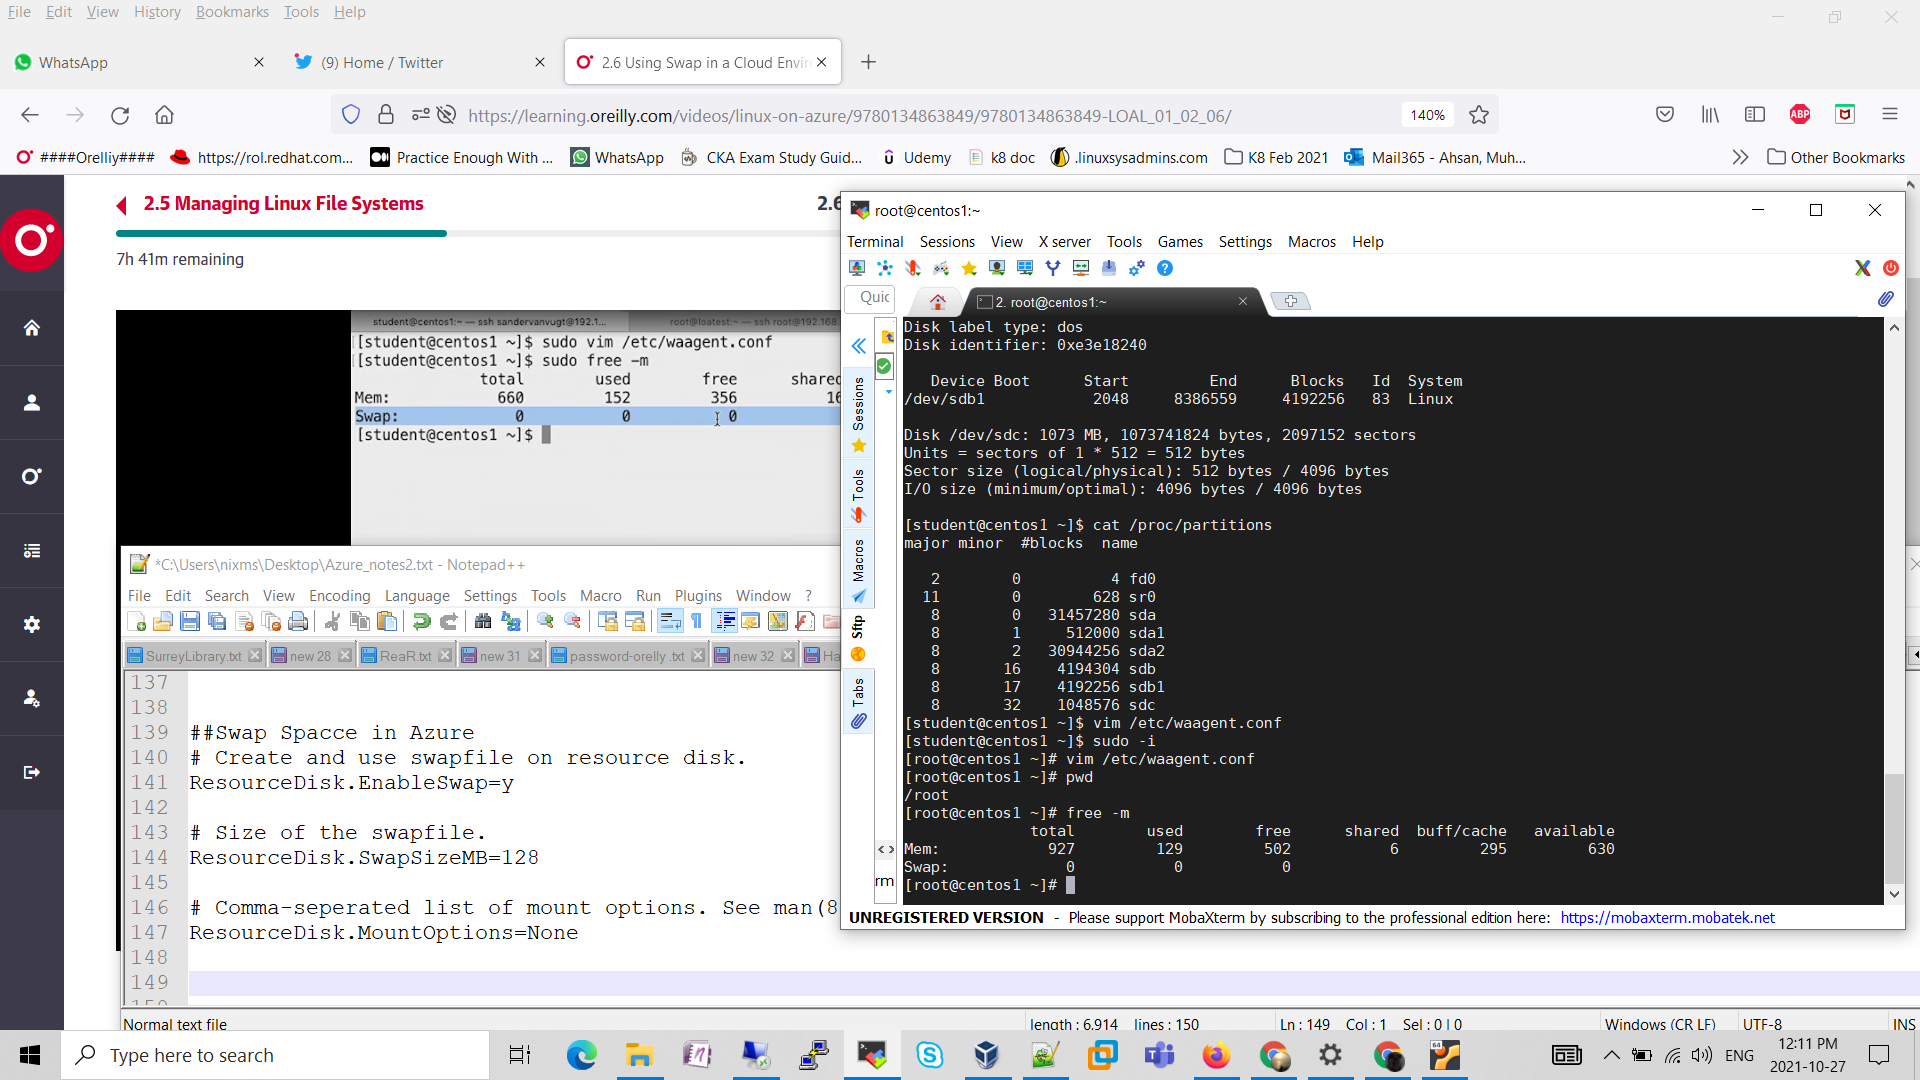 File Edit View History Bookmarks Tools Help
WhatsApp
(9) Home / Twitter
2.6 Using Swap in a Cloud Envir
https://learning.oreilly.com/videos/linux-on-azure/9780134863849/9780134863849-LOAL_01_02_06/
140%
ABP
####Orelliy####
https://rol.redhat.com...
Practice Enough With ...
WhatsApp
CKA Exam Study Guid...
Udemy
k8 doc
.linuxsysadmins.com
K8 Feb 2021
Mail365 - Ahsan, Muh...
Other Bookmarks
2.5 Managing Linux File Systems
2.6
7h 41m remaining
student@centos1:~ — ssh sandervanvugt@192.1...
root@loatest:~ — ssh root@192.168.
[student@centos1 ~]$ sudo vim /etc/waagent.conf
[student@centos1 ~]$ sudo free -m
total used free shared
Mem: 660 152 356 16
Swap: 0 0 0
[student@centos1 ~]$
*C:\Users\nixms\Desktop\Azure_notes2.txt - Notepad++
File Edit Search View Encoding Language Settings Tools Macro Run Plugins Window ?
SurreyLibrary.txt
new 28
ReaR.txt
new 31
password-orelly .txt
new 32
Ha
137
138
139 ##Swap Spacce in Azure
140 # Create and use swapfile on resource disk.
141 ResourceDisk.EnableSwap=y
142
143 # Size of the swapfile.
144 ResourceDisk.SwapSizeMB=128
145
146 # Comma-seperated list of mount options. See man(8
147 ResourceDisk.MountOptions=None
148
149
150
Normal text file
length : 6,914 lines : 150
Ln : 149 Col : 1 Sel : 0 | 0
Windows (CR LF)
UTF-8
INS
root@centos1:~
Terminal Sessions View X server Tools Games Settings Macros Help
Quic
2. root@centos1:~
Sessions
Tools
Macros
Sftp
Tabs
rm
Disk label type: dos
Disk identifier: 0xe3e18240
Device Boot Start End Blocks Id System
/dev/sdb1 2048 8386559 4192256 83 Linux
Disk /dev/sdc: 1073 MB, 1073741824 bytes, 2097152 sectors
Units = sectors of 1 * 512 = 512 bytes
Sector size (logical/physical): 512 bytes / 4096 bytes
I/O size (minimum/optimal): 4096 bytes / 4096 bytes
[student@centos1 ~]$ cat /proc/partitions
major minor #blocks name
2 0 4 fd0
11 0 628 sr0
8 0 31457280 sda
8 1 512000 sda1
8 2 30944256 sda2
8 16 4194304 sdb
8 17 4192256 sdb1
8 32 1048576 sdc
[student@centos1 ~]$ vim /etc/waagent.conf
[student@centos1 ~]$ sudo -i
[root@centos1 ~]# vim /etc/waagent.conf
[root@centos1 ~]# pwd
/root
[root@centos1 ~]# free -m
total used free shared buff/cache available
Mem: 927 129 502 6 295 630
Swap: 0 0 0
[root@centos1 ~]#
UNREGISTERED VERSION - Please support MobaXterm by subscribing to the professional edition here: https://mobaxterm.mobatek.net
Type here to search
64
ENG
12:11 PM
2021-10-27